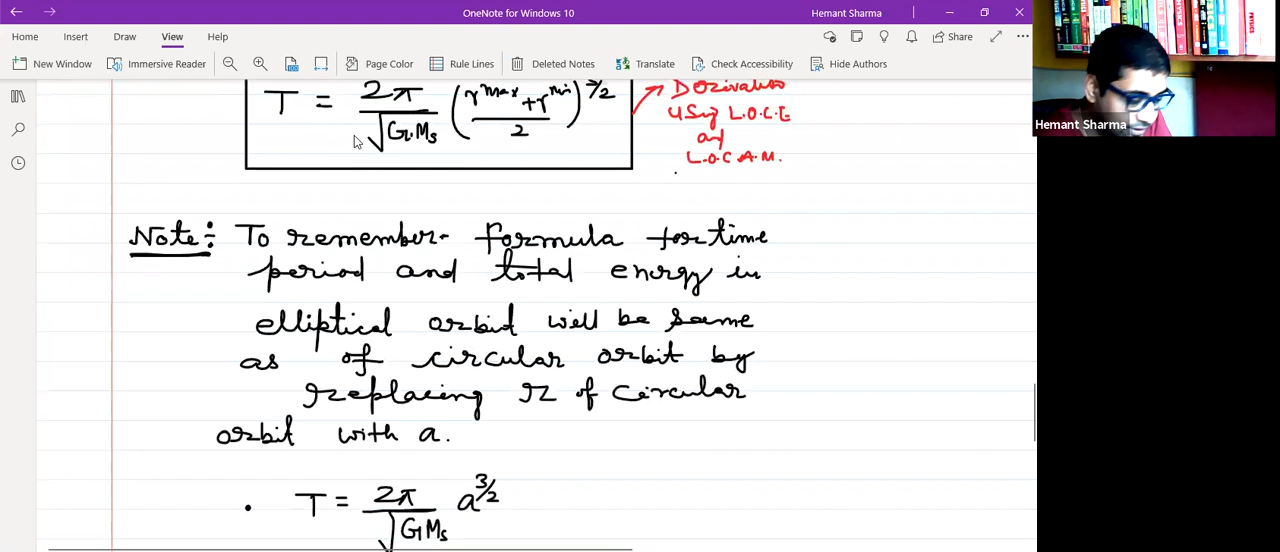 OneNote for Windows 10
Hemant Sharma
Home Insert Draw View Help
Share
New Window Immersive Reader Page Color Rule Lines Deleted Notes Translate Check Accessibility Hide Authors
T = 2π/√G.Ms (rmax + rmin/2)^3/2
Derivation
Using L.O.C.E
and
L.O.C.A.M.
Note:- To remember formula for time
period and total energy in
elliptical orbit will be same
as of circular orbit by
replacing r of circular
orbit with a.
• T = 2π/√GMs a^3/2
Hemant Sharma